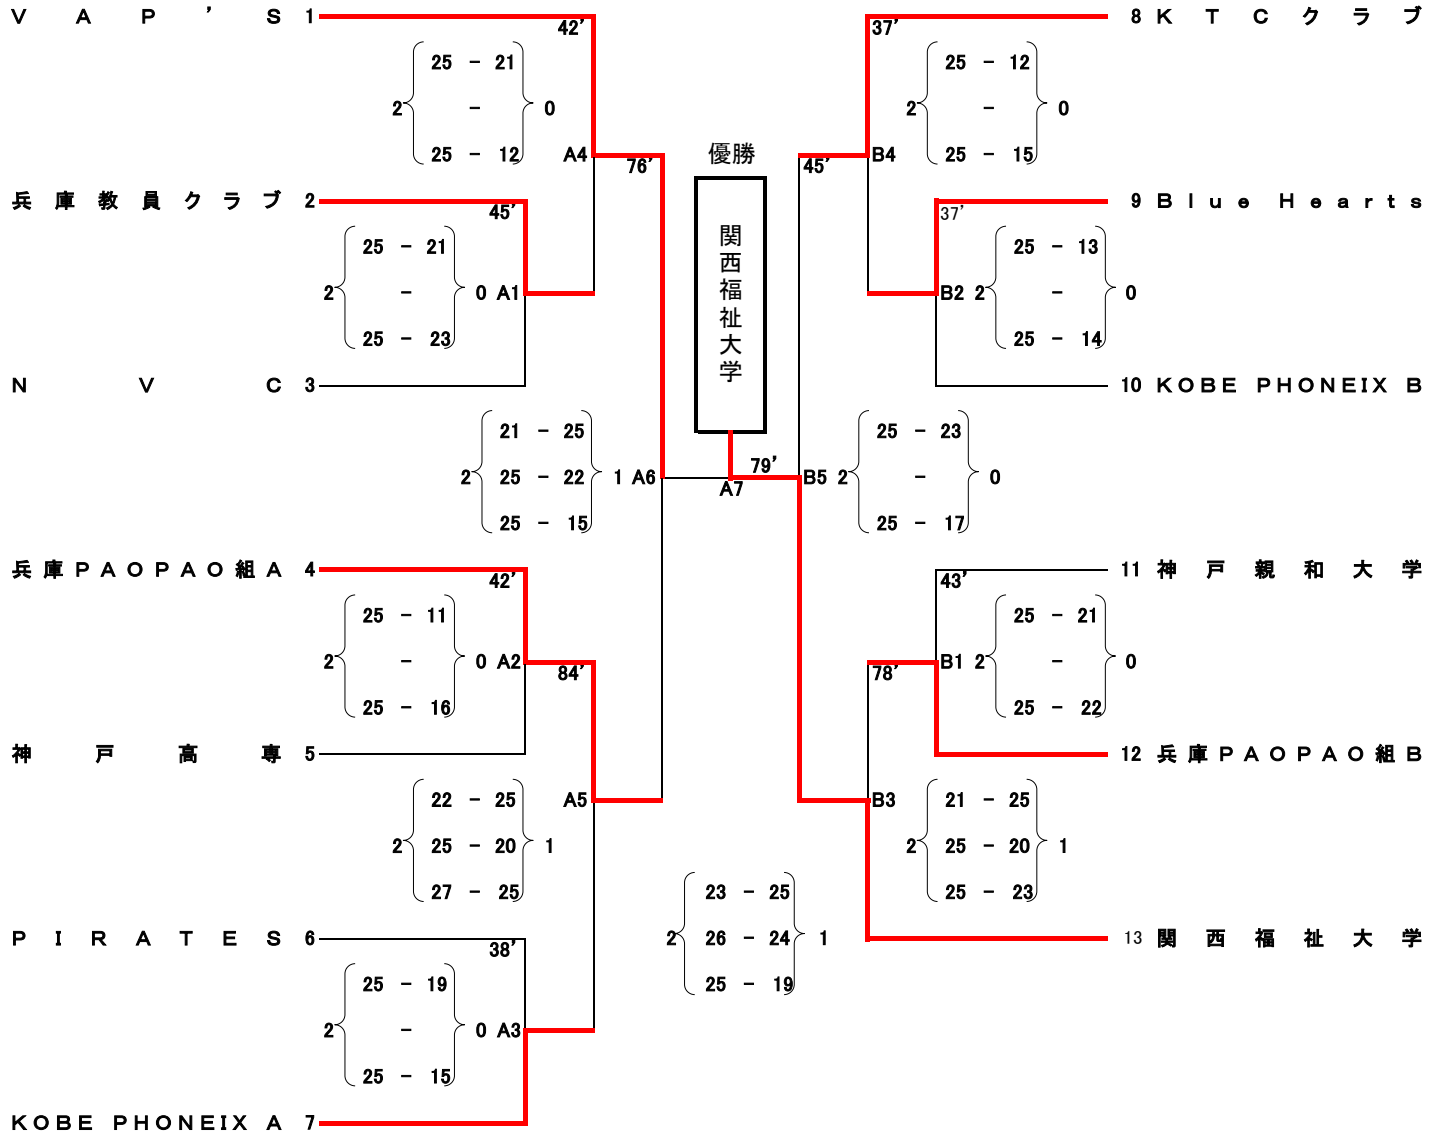 VAP'S 1
42'
37'
8 KTCクラブ
25 - 21
25 - 12
2 - 0
2 - 0
25 - 12
A4
76'
優勝
45'
B4
25 - 15
兵庫教員クラブ 2
45'
37'
9 Blue Hearts
25 - 21
25 - 13
2 - 0 A1
B2 2 - 0
25 - 23
25 - 14
関西福祉大学
NVC 3
10 KOBE PHONEIX B
21 - 25
25 - 23
79'
2 25 - 22 1 A6
A7
B5 2 - 0
25 - 15
25 - 17
兵庫PAOPAO組A 4
42'
43'
11 神戸親和大学
25 - 11
25 - 21
2 - 0 A2
84'
78'
B1 2 - 0
25 - 16
25 - 22
神戸高専 5
12 兵庫PAOPAO組B
22 - 25
A5
B3
21 - 25
2 25 - 20 1
2 25 - 20 1
27 - 25
25 - 23
23 - 25
PIRATES 6
38'
2 26 - 24 1
13 関西福祉大学
25 - 19
25 - 19
2 - 0 A3
25 - 15
KOBE PHONEIX A 7